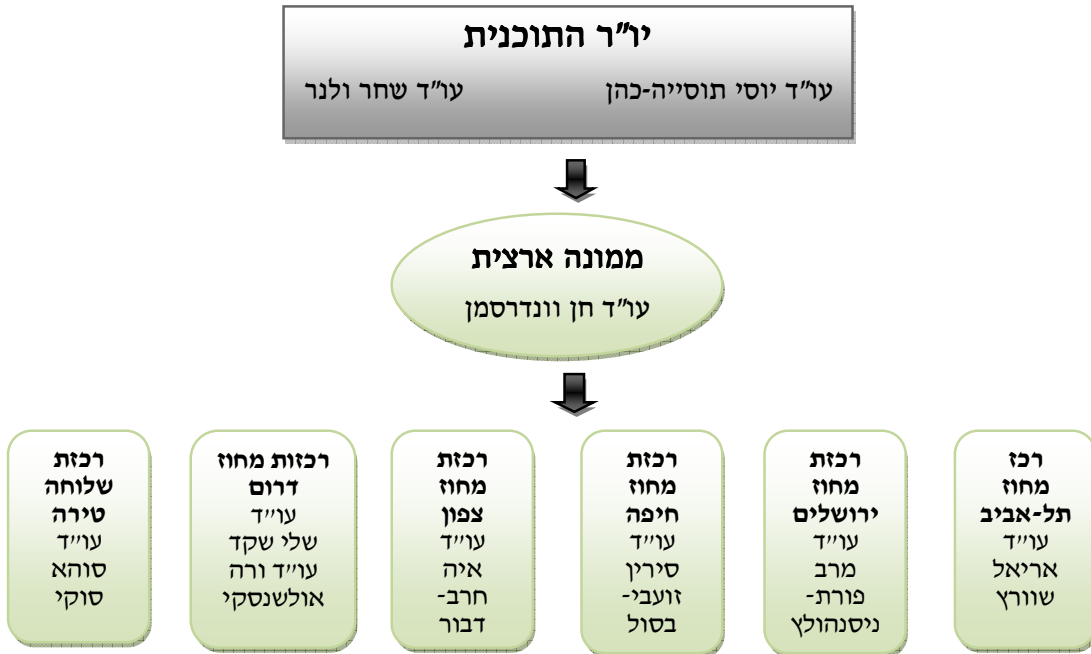 יו"ר התוכנית
עו"ד יוסי תוסייה-כהן עו"ד שחר ולנר
ממונה ארצית
עו"ד חן וונדרסמן
רכז
מחוז
תל-אביב
עו"ד
אריאל
שוורץ
רכזת
מחוז
ירושלים
עו"ד
מרב
פורת-
ניסנהולץ
רכזת
מחוז
חיפה
עו"ד
סירין
זועבי-
בסול
רכזת
מחוז
צפון
עו"ד
איה
חרב-
דבור
רכזות מחוז
דרום
עו"ד
שלי שקד
עו"ד ורה
אולשנסקי
רכזת
שלוחה
טירה
עו"ד
סוהא
סוקי